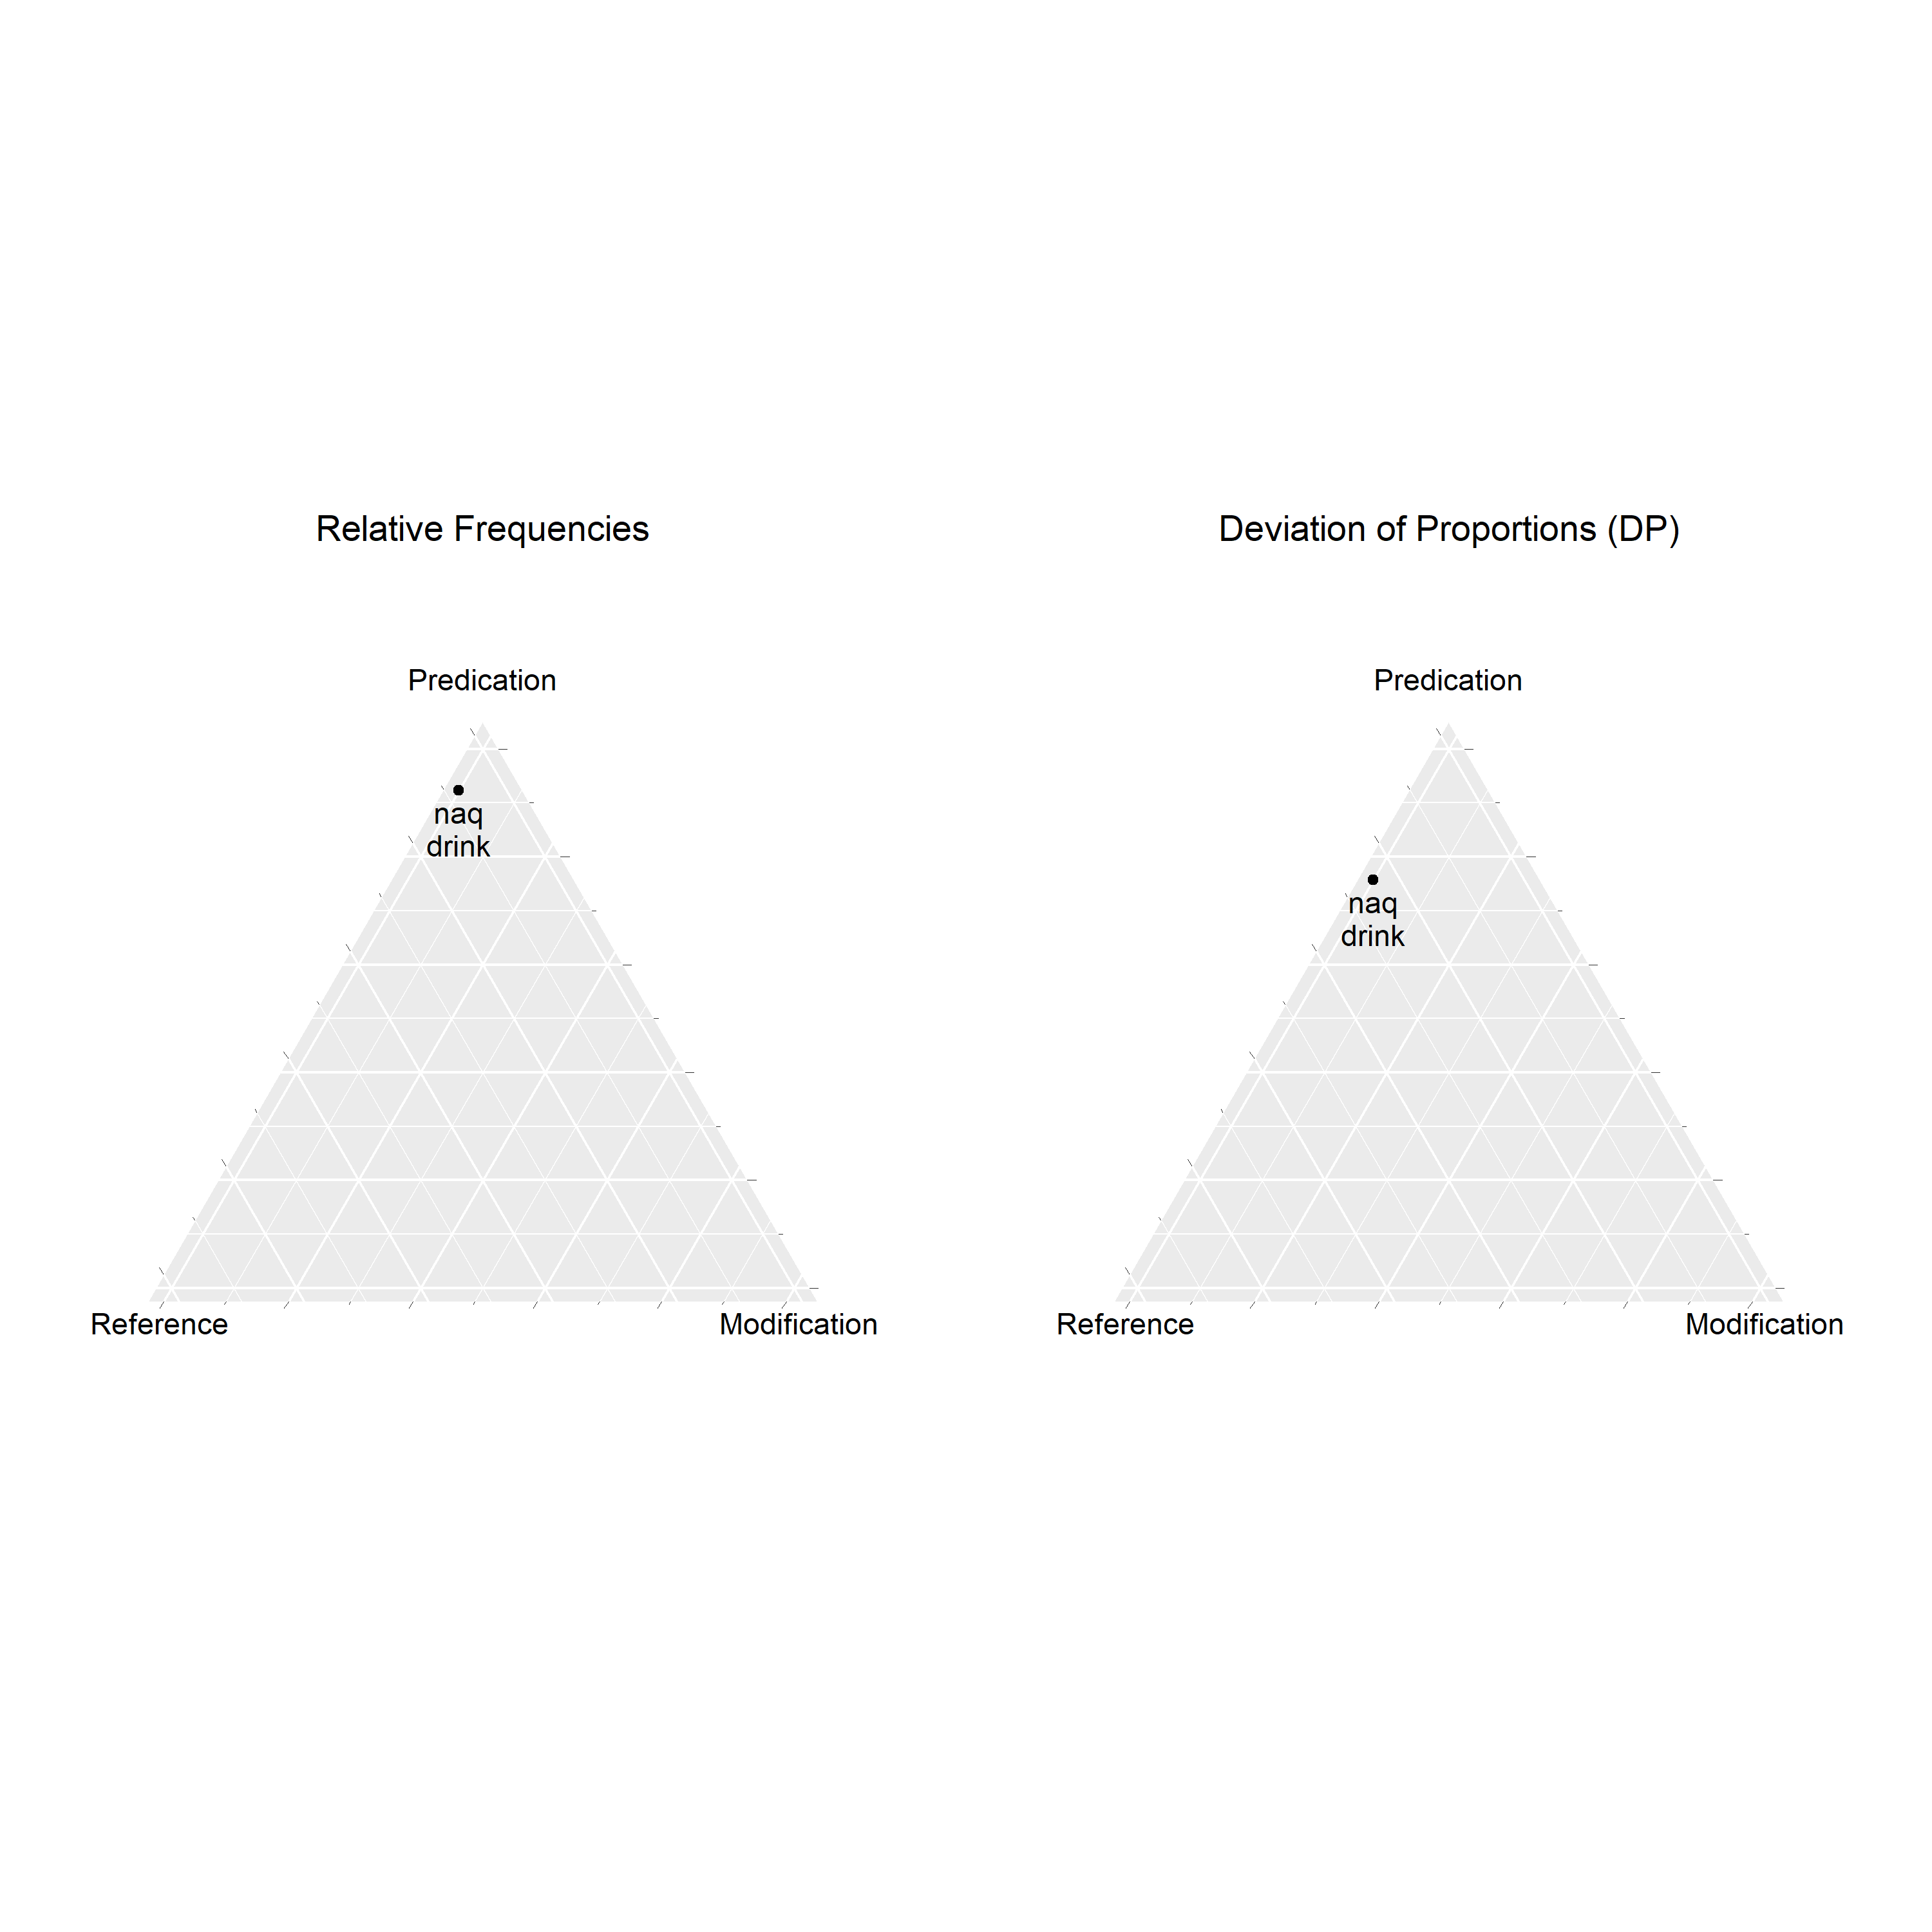 Relative Frequencies
Predication
naq
drink
Reference
Modification
Deviation of Proportions (DP)
Predication
naq
drink
Reference
Modification